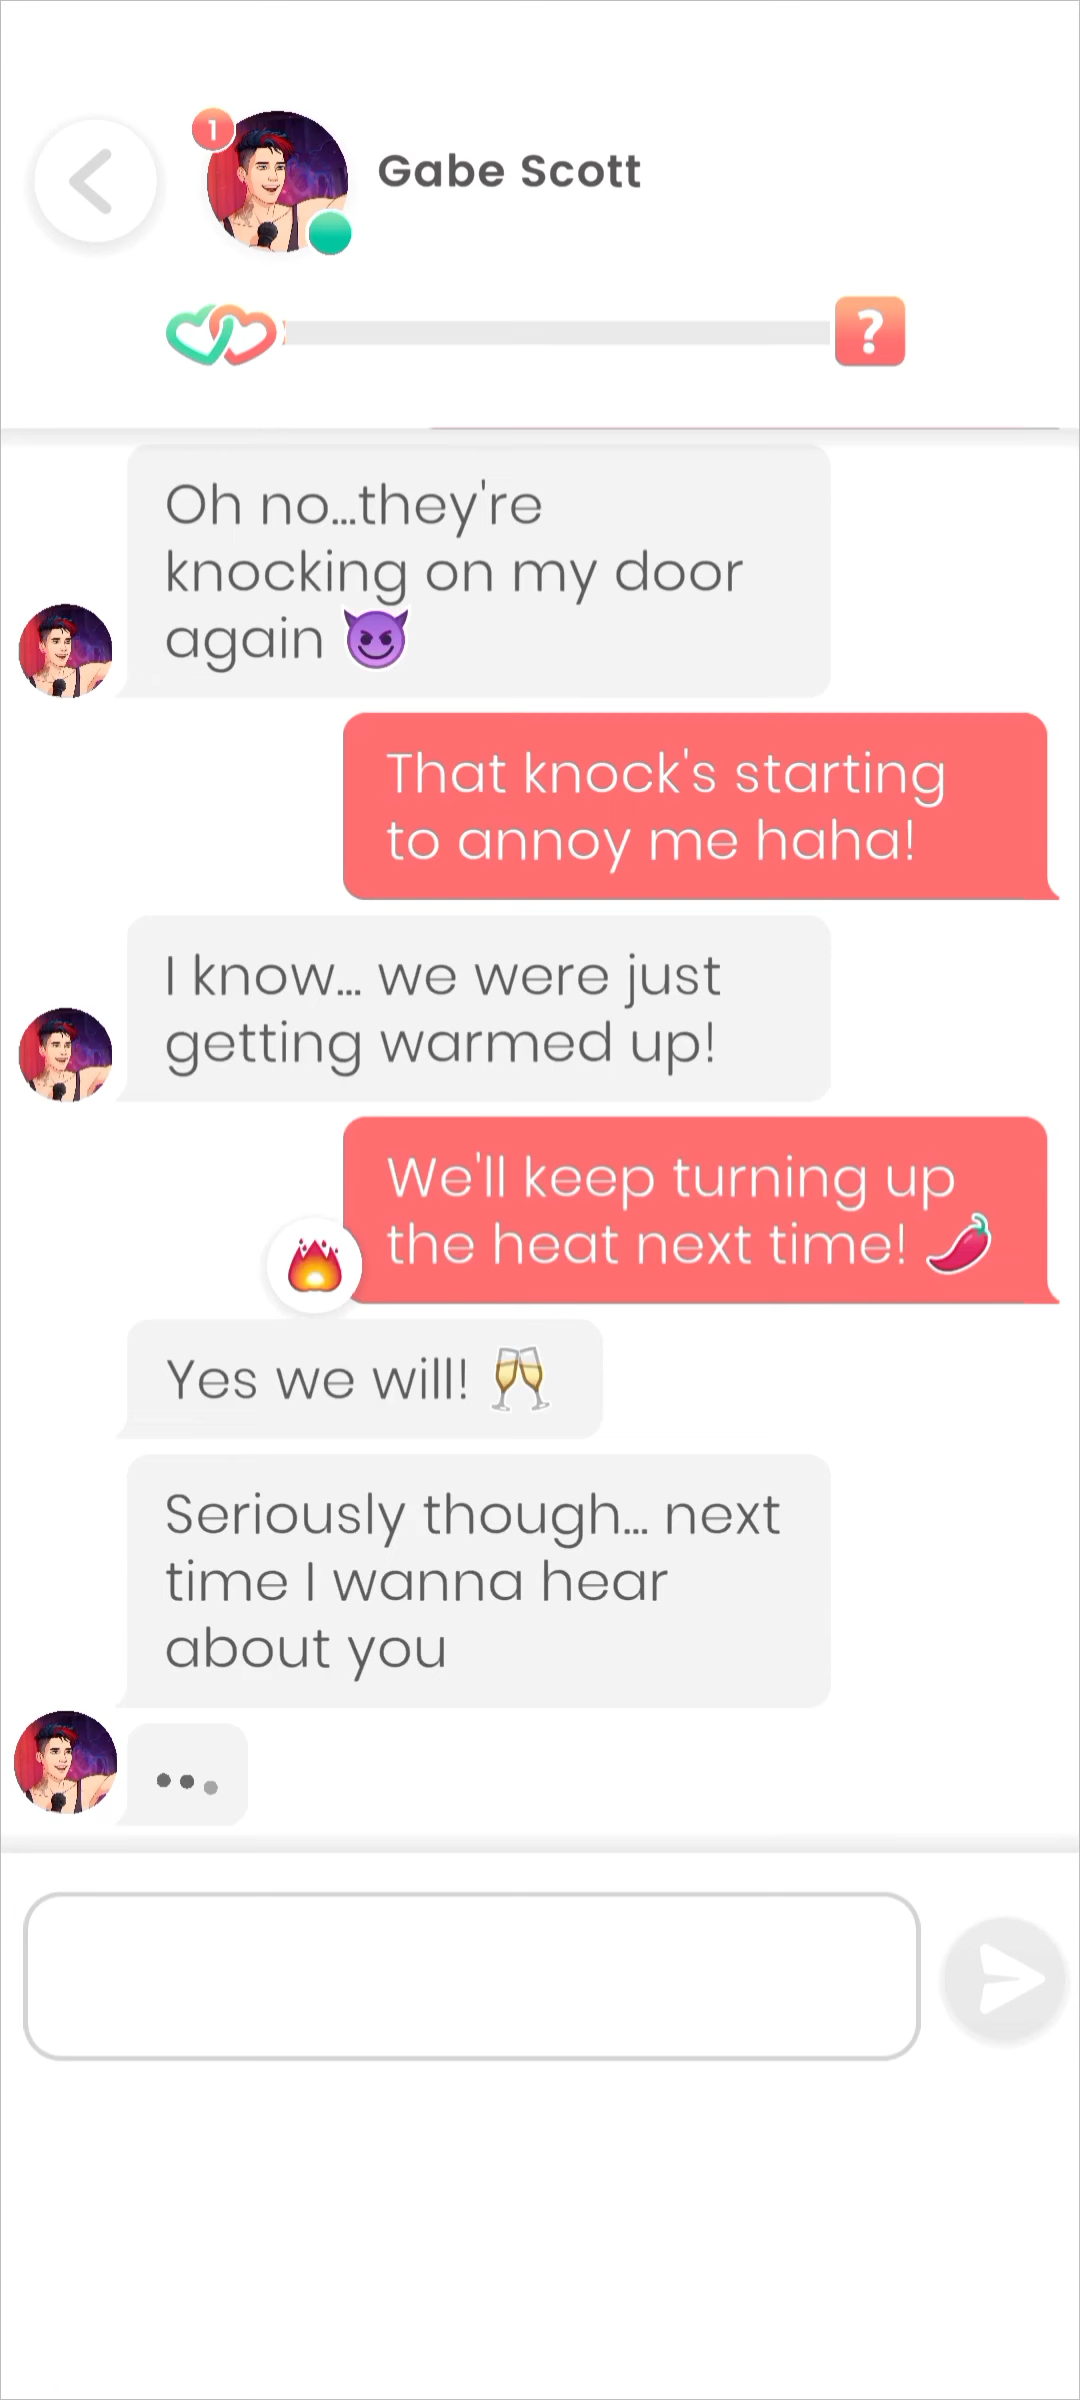 1
Gabe Scott
?
Oh no...they're
knocking on my door
again 😈
That knock's starting
to annoy me haha!
I know... we were just
getting warmed up!
We'll keep turning up
the heat next time! 🌶️
Yes we will! 🥂
Seriously though... next
time I wanna hear
about you